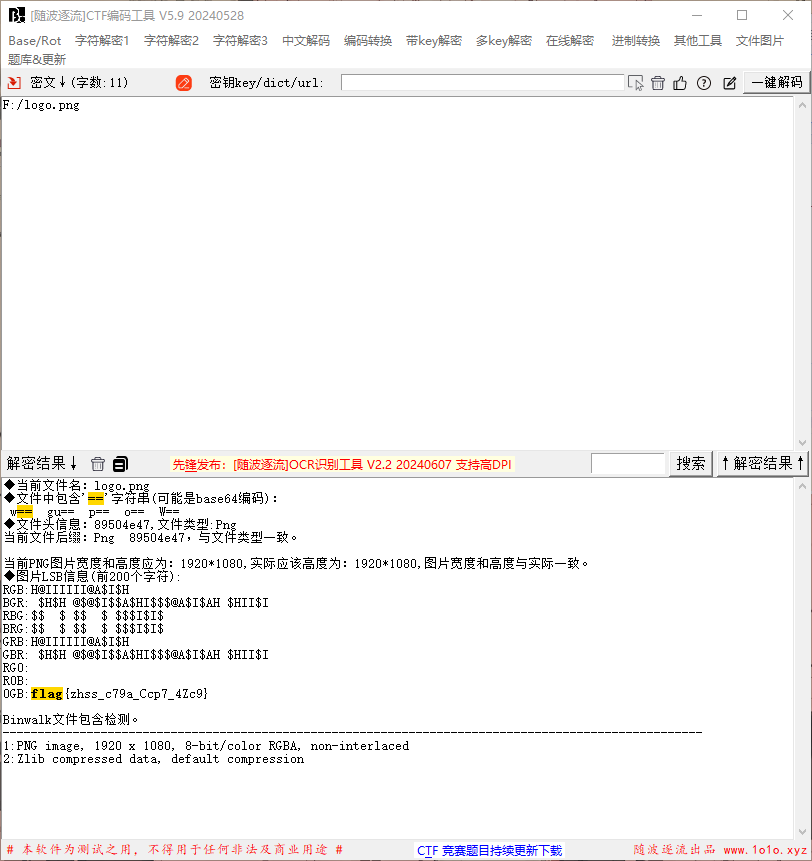 [随波逐流]CTF编码工具 V5.9 20240528
Base/Rot 字符解密1 字符解密2 字符解密3 中文解码 编码转换 带key解密 多key解密 在线解密 进制转换 其他工具 文件图片
题库&更新
密文↓(字数:11) 密钥key/dict/url: 一键解码
F:/logo.png
解密结果↓ 先锋发布：[随波逐流]OCR识别工具 V2.2 20240607 支持高DPI 搜索 ↑解密结果↑
◆当前文件名：logo.png
◆文件中包含'=='字符串(可能是base64编码)：
w== gu== p== o== W==
◆文件头信息：89504e47,文件类型:Png
当前文件后缀：Png 89504e47，与文件类型一致。
当前PNG图片宽度和高度应为：1920*1080,实际应该高度为：1920*1080,图片宽度和高度与实际一致。
◆图片LSB信息(前200个字符):
RGB:H@IIIIII@A$I$H
BGR: $H$H @$@$I$$A$HI$$$@A$I$AH $HII$I
RBG:$$ $ $$ $ $$$I$I$
BRG:$$ $ $$ $ $$$I$I$
GRB:H@IIIIII@A$I$H
GBR: $H$H @$@$I$$A$HI$$$@A$I$AH $HII$I
RG0:
R0B:
0GB:flag{zhss_c79a_Ccp7_4Zc9}
Binwalk文件包含检测。
----------------------------------------------------------------------------------------------------
1:PNG image, 1920 x 1080, 8-bit/color RGBA, non-interlaced
2:Zlib compressed data, default compression
# 本软件为测试之用，不得用于任何非法及商业用途 # CTF 竞赛题目持续更新下载 随波逐流出品 www.1o1o.xyz